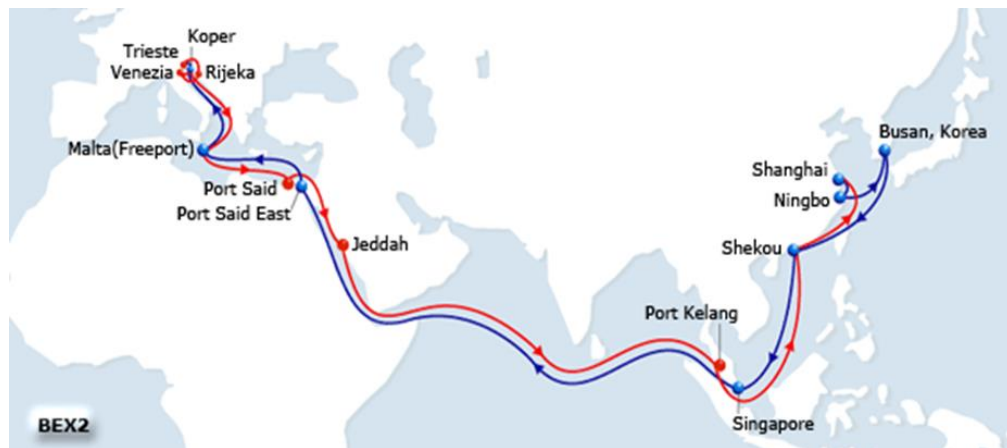 Koper
Trieste
Venezia
Rijeka
Malta(Freeport)
Port Said
Port Said East
Jeddah
Busan, Korea
Shanghai
Ningbo
Shekou
Port Kelang
Singapore
BEX2